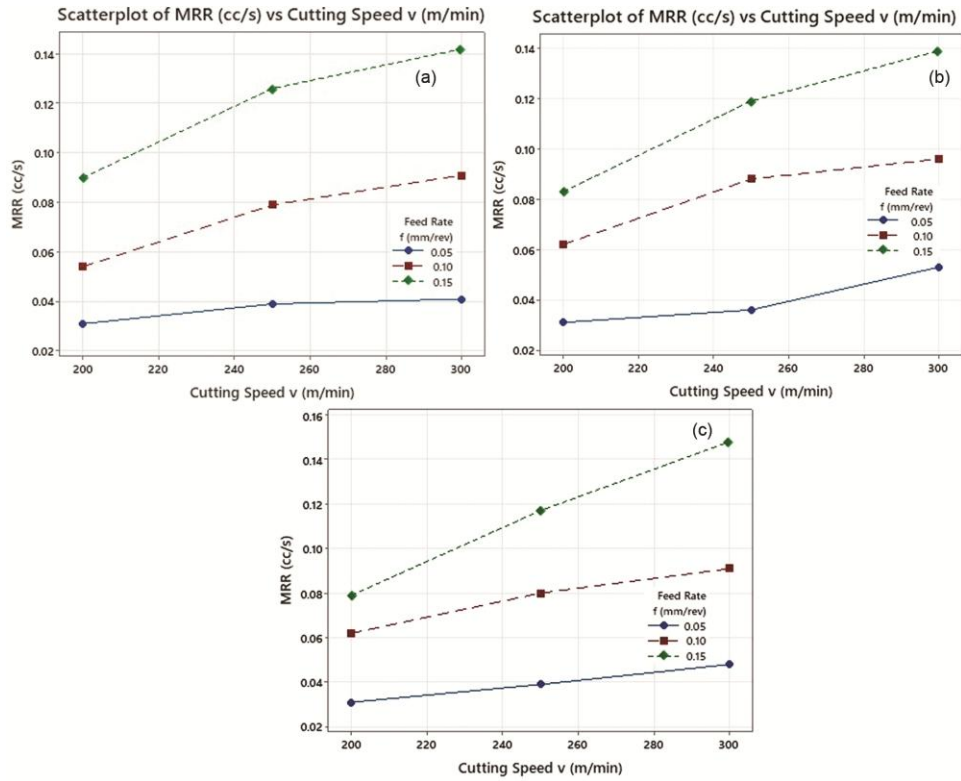 Scatterplot of MRR (cc/s) vs Cutting Speed v (m/min)
(a)
0.14
0.12
0.10
0.08
0.06
0.04
0.02
MRR (cc/s)
Feed Rate
f (mm/rev)
0.05
0.10
0.15
200 220 240 260 280 300
Cutting Speed v (m/min)
Scatterplot of MRR (cc/s) vs Cutting Speed v (m/min)
(b)
0.14
0.12
0.10
0.08
0.06
0.04
0.02
MRR (cc/s)
Feed Rate
f (mm/rev)
0.05
0.10
0.15
200 220 240 260 280 300
Cutting Speed v (m/min)
(c)
0.16
0.14
0.12
0.10
0.08
0.06
0.04
0.02
MRR (cc/s)
Feed Rate
f (mm/rev)
0.05
0.10
0.15
200 220 240 260 280 300
Cutting Speed v (m/min)